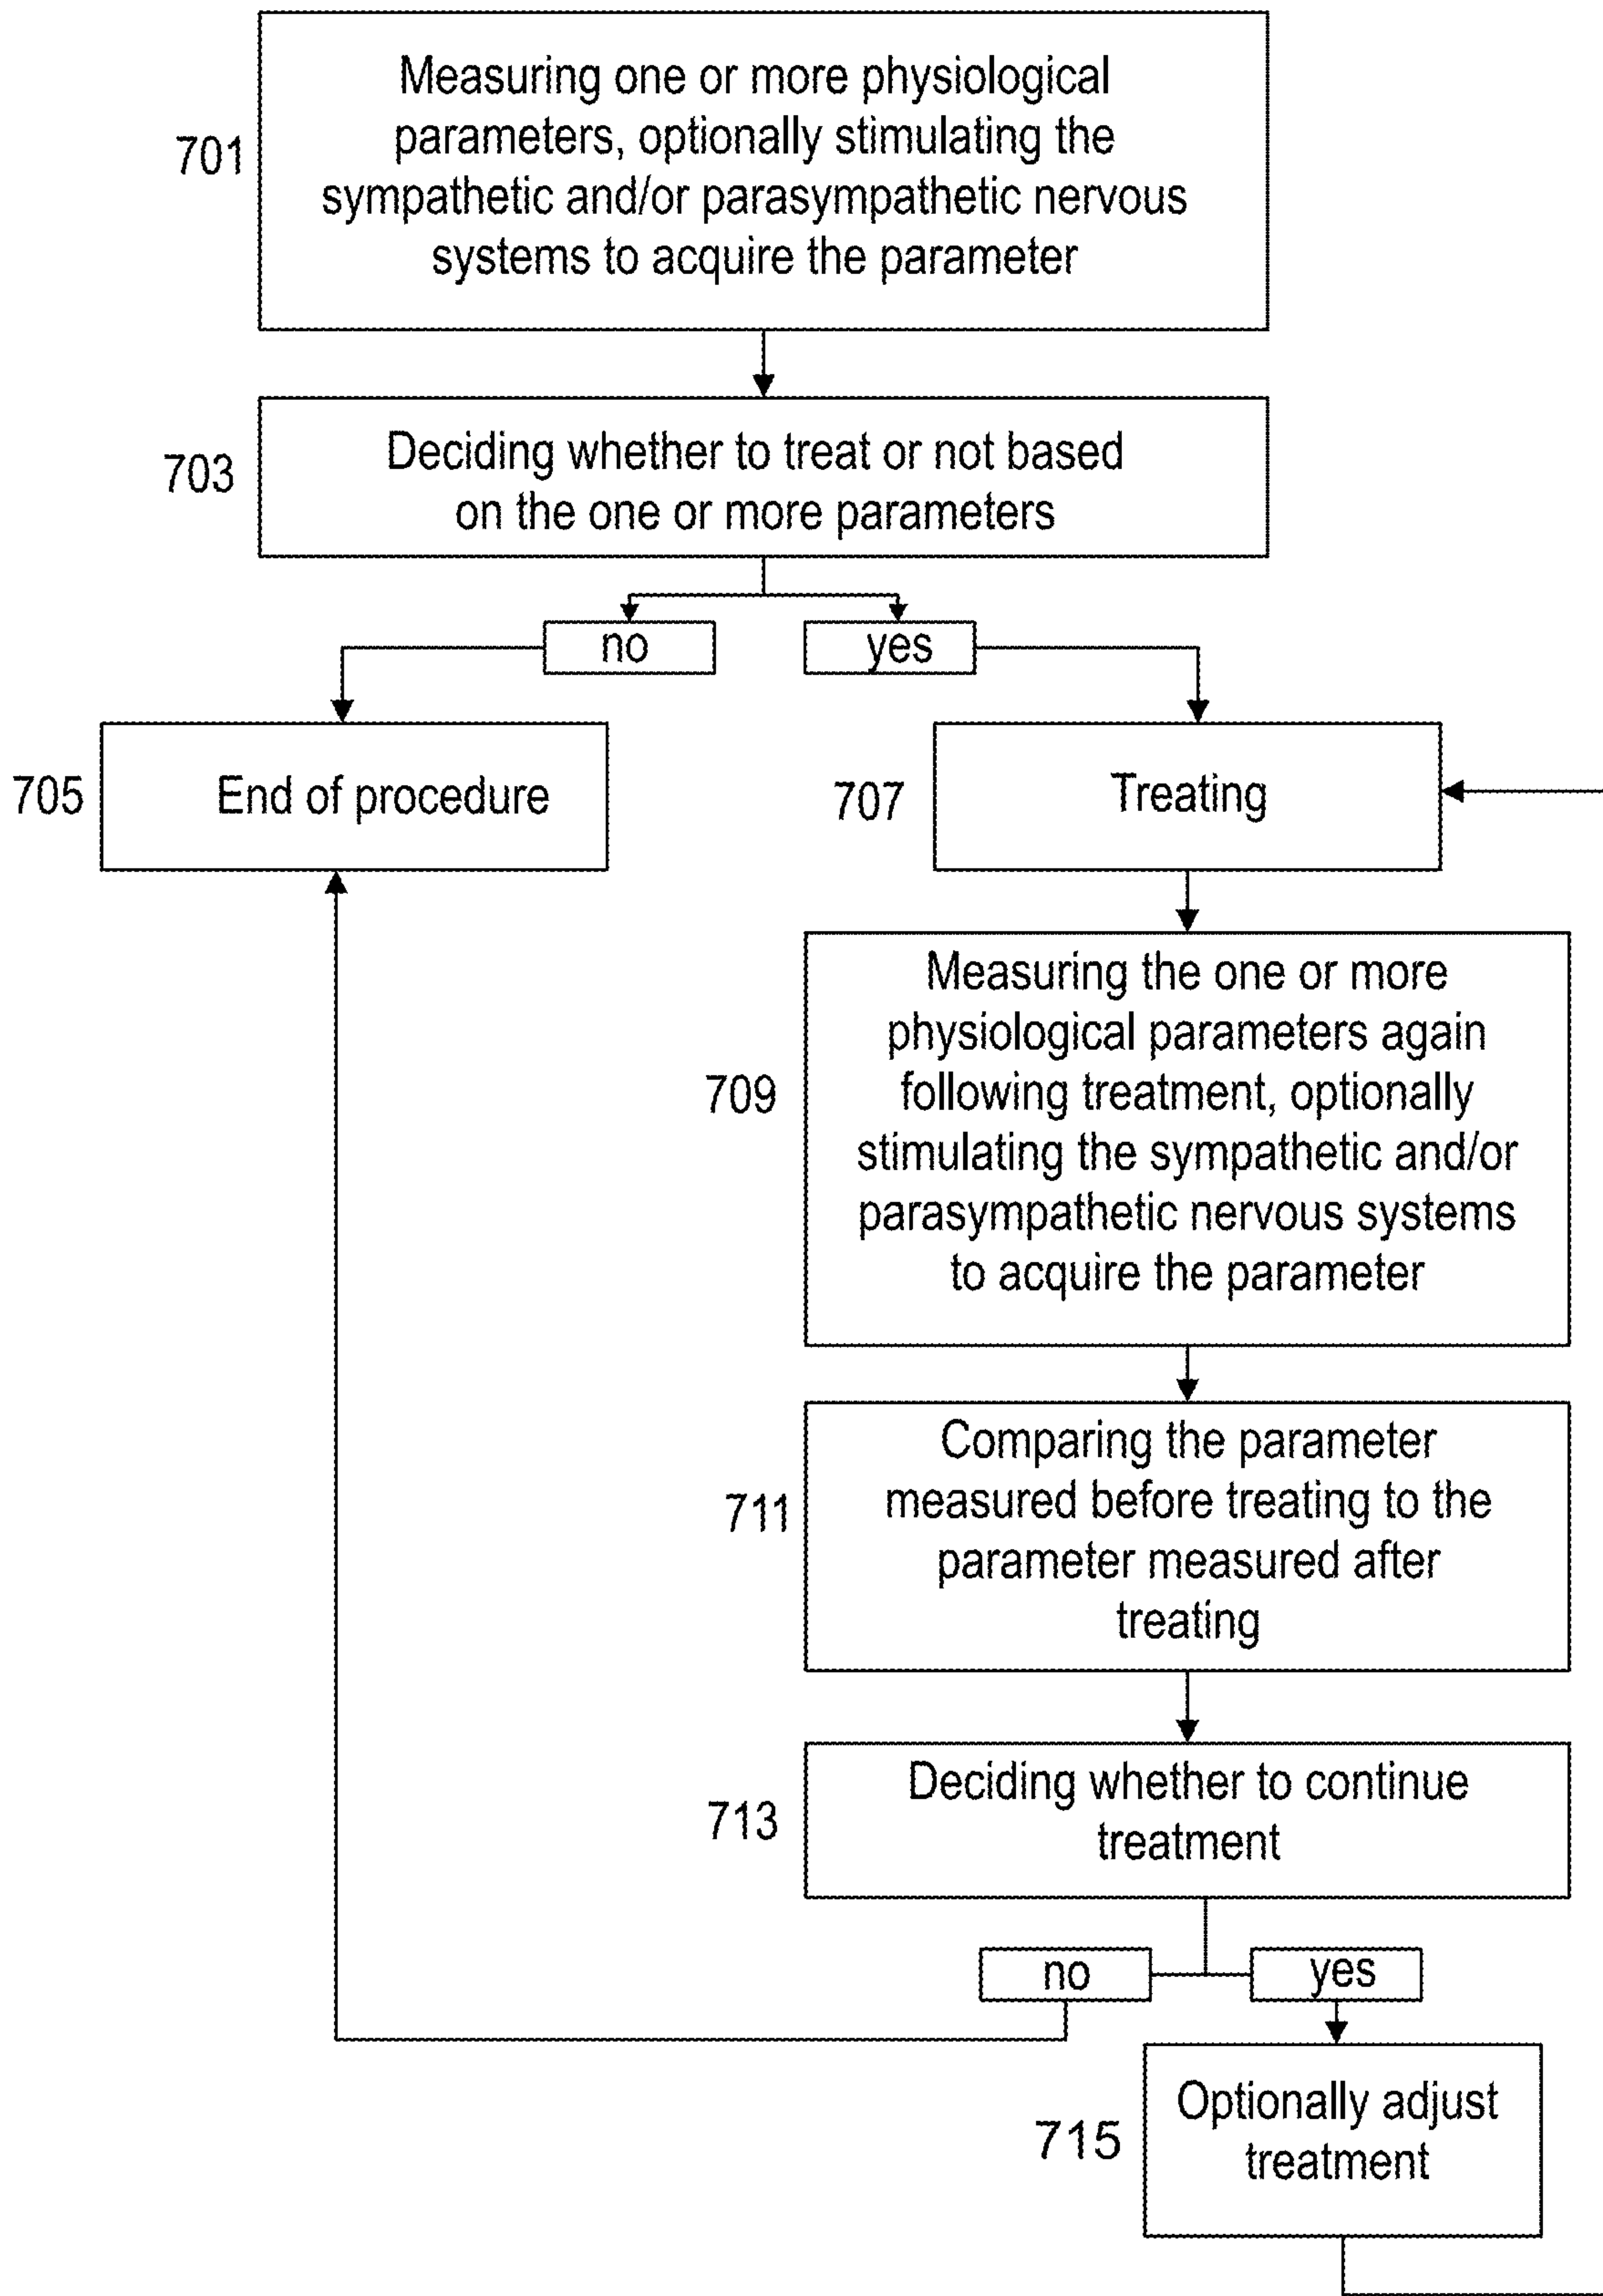 Measuring one or more physiological
parameters, optionally stimulating the
701
sympathetic and/or parasympathetic nervous
systems to acquire the parameter
Deciding whether to treat or not based
703
on the one or more parameters
no
yes
705
End of procedure
707
Treating
Measuring the one or more
physiological parameters again
709
following treatment, optionally
stimulating the sympathetic and/or
parasympathetic nervous systems
to acquire the parameter
Comparing the parameter
711
measured before treating to the
parameter measured after
treating
Deciding whether to continue
713
treatment
no
yes
715
Optionally adjust
treatment